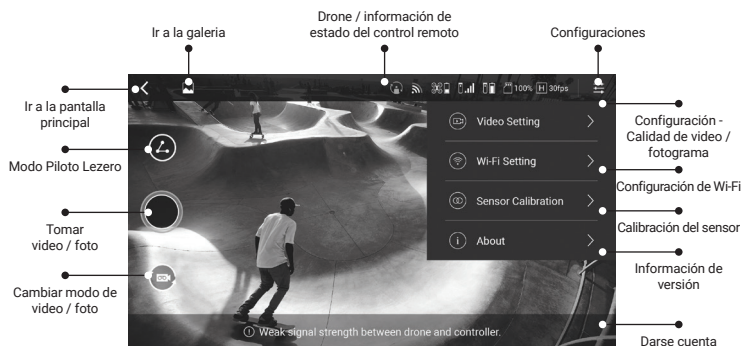 Drone / información de
estado del control remoto
Ir a la galeria
Configuraciones
100%
H 30fps
Ir a la pantalla
principal
Modo Piloto Lezero
Tomar
video / foto
Cambiar modo de
video / foto
Video Setting
Wi-Fi Setting
Sensor Calibration
About
Weak signal strength between drone and controller.
Configuración -
Calidad de video /
fotograma
Configuración de Wi-Fi
Calibración del sensor
Información de
versión
Darse cuenta